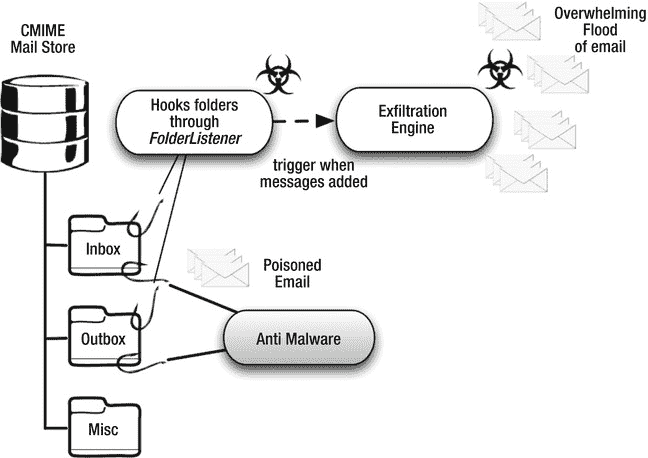 CMIME
Mail Store
Hooks folders
through
FolderListener
trigger when
messages added
Exfiltration
Engine
Overwhelming
Flood
of email
Inbox
Poisoned
Email
Outbox
Anti Malware
Misc